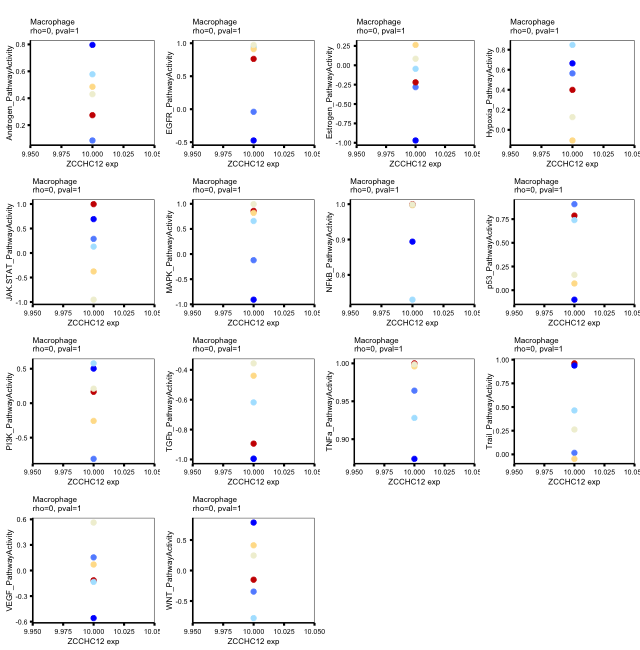 Macrophage
rho=0, pval=1
Androgen_PathwayActivity
0.8
0.6
0.4
0.2
9.950 9.975 10.000 10.025 10.05
ZCCHC12 exp
Macrophage
rho=0, pval=1
EGFR_PathwayActivity
1.0
0.5
0.0
-0.5
9.950 9.975 10.000 10.025 10.05
ZCCHC12 exp
Macrophage
rho=0, pval=1
Estrogen_PathwayActivity
0.25
0.00
-0.25
-0.50
-0.75
-1.00
9.950 9.975 10.000 10.025 10.05
ZCCHC12 exp
Macrophage
rho=0, pval=1
Hypoxia_PathwayActivity
0.8
0.6
0.4
0.2
0.0
9.950 9.975 10.000 10.025 10.05
ZCCHC12 exp
Macrophage
rho=0, pval=1
JAK.STAT_PathwayActivity
1.0
0.5
0.0
-0.5
-1.0
9.950 9.975 10.000 10.025 10.05
ZCCHC12 exp
Macrophage
rho=0, pval=1
MAPK_PathwayActivity
1.0
0.5
0.0
-0.5
-1.0
9.950 9.975 10.000 10.025 10.05
ZCCHC12 exp
Macrophage
rho=0, pval=1
NFkB_PathwayActivity
1.0
0.9
0.8
9.950 9.975 10.000 10.025 10.05
ZCCHC12 exp
Macrophage
rho=0, pval=1
p53_PathwayActivity
0.75
0.50
0.25
0.00
9.950 9.975 10.000 10.025 10.05
ZCCHC12 exp
Macrophage
rho=0, pval=1
PI3K_PathwayActivity
0.5
0.0
-0.5
9.950 9.975 10.000 10.025 10.05
ZCCHC12 exp
Macrophage
rho=0, pval=1
TGFb_PathwayActivity
-0.4
-0.6
-0.8
-1.0
9.950 9.975 10.000 10.025 10.05
ZCCHC12 exp
Macrophage
rho=0, pval=1
TNFa_PathwayActivity
1.00
0.95
0.90
9.950 9.975 10.000 10.025 10.05
ZCCHC12 exp
Macrophage
rho=0, pval=1
Trail_PathwayActivity
1.00
0.75
0.50
0.25
0.00
9.950 9.975 10.000 10.025 10.05
ZCCHC12 exp
Macrophage
rho=0, pval=1
VEGF_PathwayActivity
0.6
0.3
0.0
-0.3
-0.6
9.950 9.975 10.000 10.025 10.05
ZCCHC12 exp
Macrophage
rho=0, pval=1
WNT_PathwayActivity
0.5
0.0
-0.5
9.950 9.975 10.000 10.025 10.050
ZCCHC12 exp